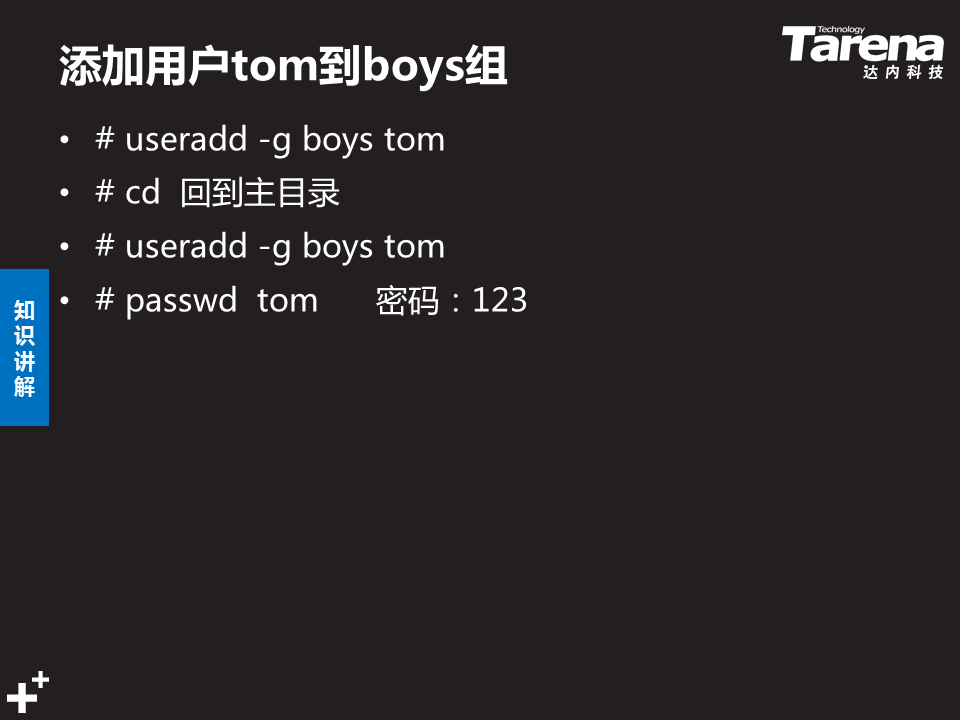 添加用户tom到boys组
Technology
Tarena
达内科技
• # useradd -g boys tom
• # cd 回到主目录
• # useradd -g boys tom
• # passwd tom 密码：123
知
识
讲
解